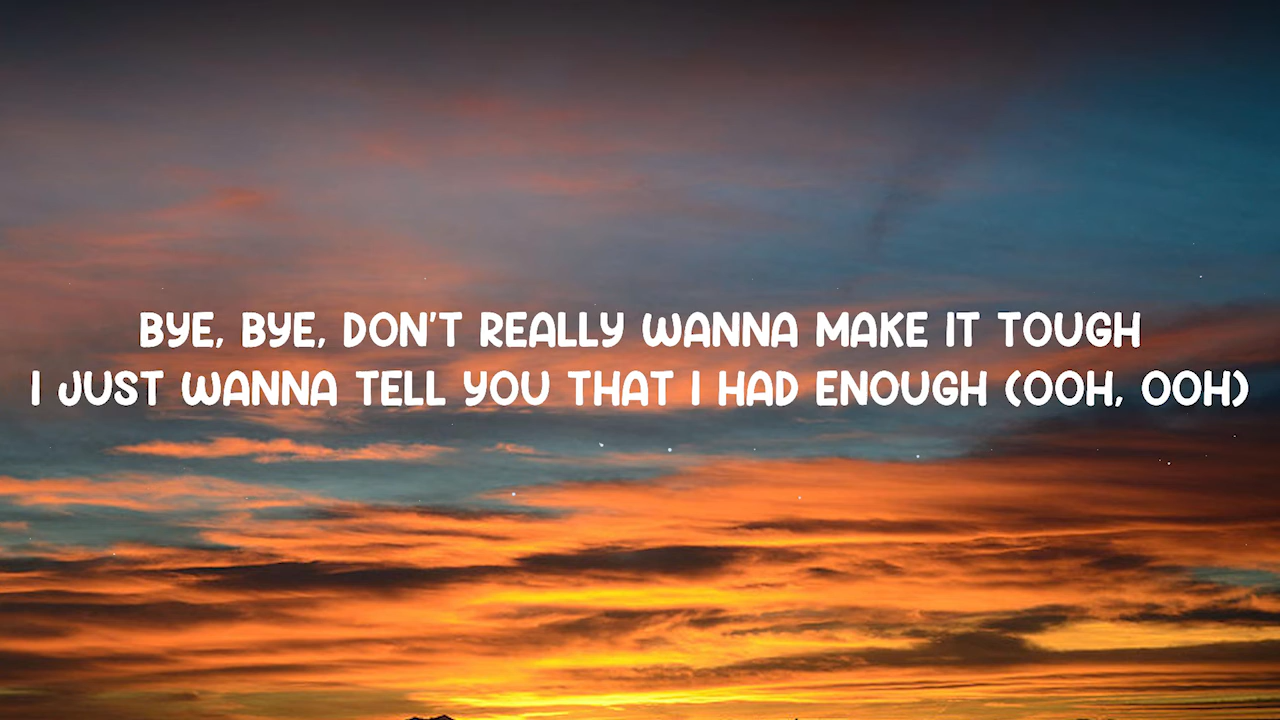 BYE, BYE, DON'T REALLY WANNA MAKE IT TOUGH
I JUST WANNA TELL YOU THAT I HAD ENOUGH (OOH, OOH)